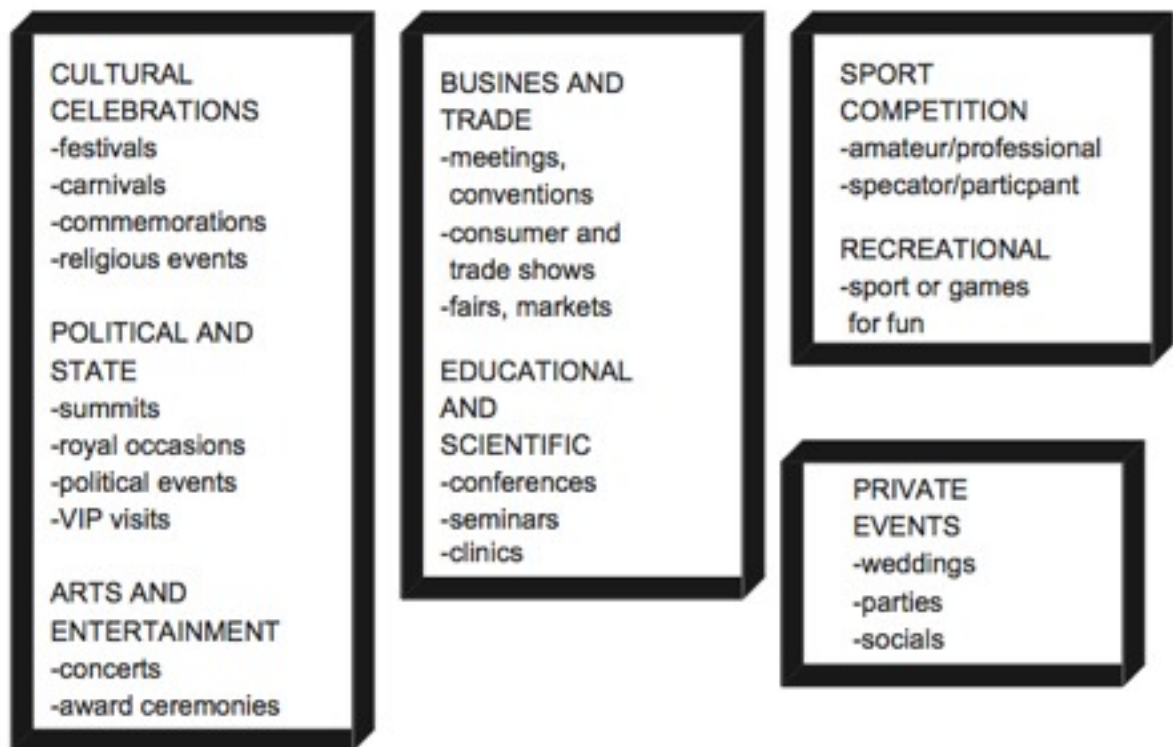 CULTURAL
CELEBRATIONS
-festivals
-carnivals
-commemorations
-religious events
POLITICAL AND
STATE
-summits
-royal occasions
-political events
-VIP visits
ARTS AND
ENTERTAINMENT
-concerts
-award ceremonies
BUSINES AND
TRADE
-meetings,
conventions
-consumer and
trade shows
-fairs, markets
EDUCATIONAL
AND
SCIENTIFIC
-conferences
-seminars
-clinics
SPORT
COMPETITION
-amateur/professional
-specator/particpant
RECREATIONAL
-sport or games
for fun
PRIVATE
EVENTS
-weddings
-parties
-socials